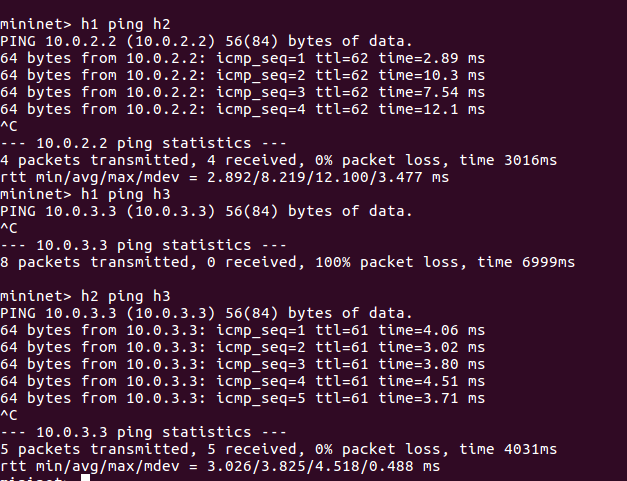 mininet> h1 ping h2
PING 10.0.2.2 (10.0.2.2) 56(84) bytes of data.
64 bytes from 10.0.2.2: icmp_seq=1 ttl=62 time=2.89 ms
64 bytes from 10.0.2.2: icmp_seq=2 ttl=62 time=10.3 ms
64 bytes from 10.0.2.2: icmp_seq=3 ttl=62 time=7.54 ms
64 bytes from 10.0.2.2: icmp_seq=4 ttl=62 time=12.1 ms
^C
--- 10.0.2.2 ping statistics ---
4 packets transmitted, 4 received, 0% packet loss, time 3016ms
rtt min/avg/max/mdev = 2.892/8.219/12.100/3.477 ms
mininet> h1 ping h3
PING 10.0.3.3 (10.0.3.3) 56(84) bytes of data.
^C
--- 10.0.3.3 ping statistics ---
8 packets transmitted, 0 received, 100% packet loss, time 6999ms
mininet> h2 ping h3
PING 10.0.3.3 (10.0.3.3) 56(84) bytes of data.
64 bytes from 10.0.3.3: icmp_seq=1 ttl=61 time=4.06 ms
64 bytes from 10.0.3.3: icmp_seq=2 ttl=61 time=3.02 ms
64 bytes from 10.0.3.3: icmp_seq=3 ttl=61 time=3.80 ms
64 bytes from 10.0.3.3: icmp_seq=4 ttl=61 time=4.51 ms
64 bytes from 10.0.3.3: icmp_seq=5 ttl=61 time=3.71 ms
^C
--- 10.0.3.3 ping statistics ---
5 packets transmitted, 5 received, 0% packet loss, time 4031ms
rtt min/avg/max/mdev = 3.026/3.825/4.518/0.488 ms
mininet>